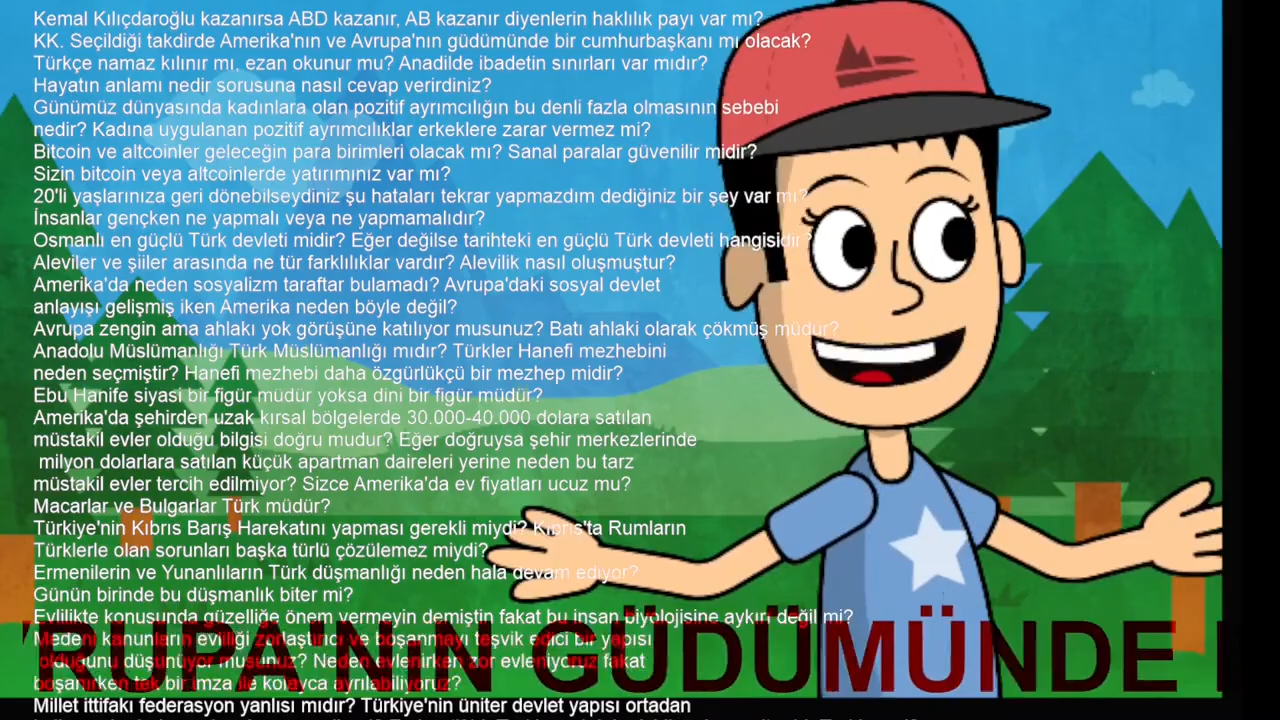 Kemal Kılıçdaroğlu kazanırsa ABD kazanır, AB kazanır diyenlerin haklılık payı var mı?
KK. Seçildiği takdirde Amerika'nın ve Avrupa'nın güdümünde bir cumhurbaşkanı mı olacak?
Türkçe namaz kılınır mı, ezan okunur mu? Anadilde ibadetin sınırları var mıdır?
Hayatın anlamı nedir sorusuna nasıl cevap verirdiniz?
Günümüz dünyasında kadınlara olan pozitif ayrımcılığın bu denli fazla olmasının sebebi
nedir? Kadına uygulanan pozitif ayrımcılıklar erkeklere zarar vermez mi?
Bitcoin ve altcoinler geleceğin para birimleri olacak mı? Sanal paralar güvenilir midir?
Sizin bitcoin veya altcoinlerde yatırımınız var mı?
20'li yaşlarınıza geri dönebilseydiniz şu hataları tekrar yapmazdım dediğiniz bir şey var mı?
İnsanlar gençken ne yapmalı veya ne yapmamalıdır?
Osmanlı en güçlü Türk devleti midir? Eğer değilse tarihteki en güçlü Türk devleti hangisidir?
Aleviler ve şiiler arasında ne tür farklılıklar vardır? Alevilik nasıl oluşmuştur?
Amerika'da neden sosyalizm taraftar bulamadı? Avrupa'daki sosyal devlet
anlayışı gelişmiş iken Amerika neden böyle değil?
Avrupa zengin ama ahlakı yok görüşüne katılıyor musunuz? Batı ahlaki olarak çökmüş müdur?
Anadolu Müslümanlığı Türk Müslümanlığı mıdır? Türkler Hanefi mezhebini
neden seçmiştir? Hanefi mezhebi daha özgürlükçü bir mezhep midir?
Ebu Hanife siyasi bir figür müdür yoksa dini bir figür müdür?
Amerika'da şehirden uzak kırsal bölgelerde 30.000-40.000 dolara satılan
müstakil evler olduğu bilgisi doğru mudur? Eğer doğruysa şehir merkezlerinde
milyon dolarlara satılan küçük apartman daireleri yerine neden bu tarz
müstakil evler tercih edilmiyor? Sizce Amerika'da ev fiyatları ucuz mu?
Macarlar ve Bulgarlar Türk müdür?
Türkiye'nin Kıbrıs Barış Harekatını yapması gerekli miydi? Kıbrıs'ta Rumların
Türklerle olan sorunları başka türlü çözülemez miydi?
Ermenilerin ve Yunanlıların Türk düşmanlığı neden hala devam ediyor?
Günün birinde bu düşmanlık biter mi?
Evlilikte konusunda güzelliğe önem vermeyin demiştin fakat bu insan biyolojisine aykırı değil mi?
Medeni kanunların evliliği zorlaştırıcı ve boşanmayı teşvik edici bir yapısı
olduğunu düşünüyor musunuz? Neden evlenirken zor evleniyoruz fakat
boşanırken tek bir imza ile kolayca ayrılabiliyoruz?
VRUPA'NıN GÜDÜMÜNDE
Millet ittifakı federasyon yanlısı mıdır? Türkiye'nin üniter devlet yapısı ortadan